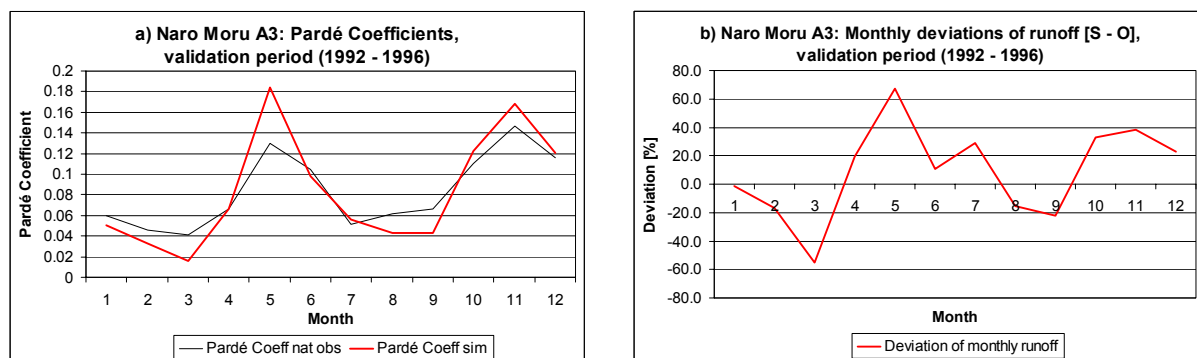 a) Naro Moru A3: Pardé Coefficients,
validation period (1992 - 1996)
Pardé Coefficient
0.2
0.18
0.16
0.14
0.12
0.1
0.08
0.06
0.04
0.02
0
1 2 3 4 5 6 7 8 9 10 11 12
Month
Pardé Coeff nat obs Pardé Coeff sim
b) Naro Moru A3: Monthly deviations of runoff [S - O],
validation period (1992 - 1996)
Deviation [%]
80.0
60.0
40.0
20.0
0.0
-20.0
-40.0
-60.0
-80.0
1 2 3 4 5 6 7 8 9 10 11 12
Month
Deviation of monthly runoff